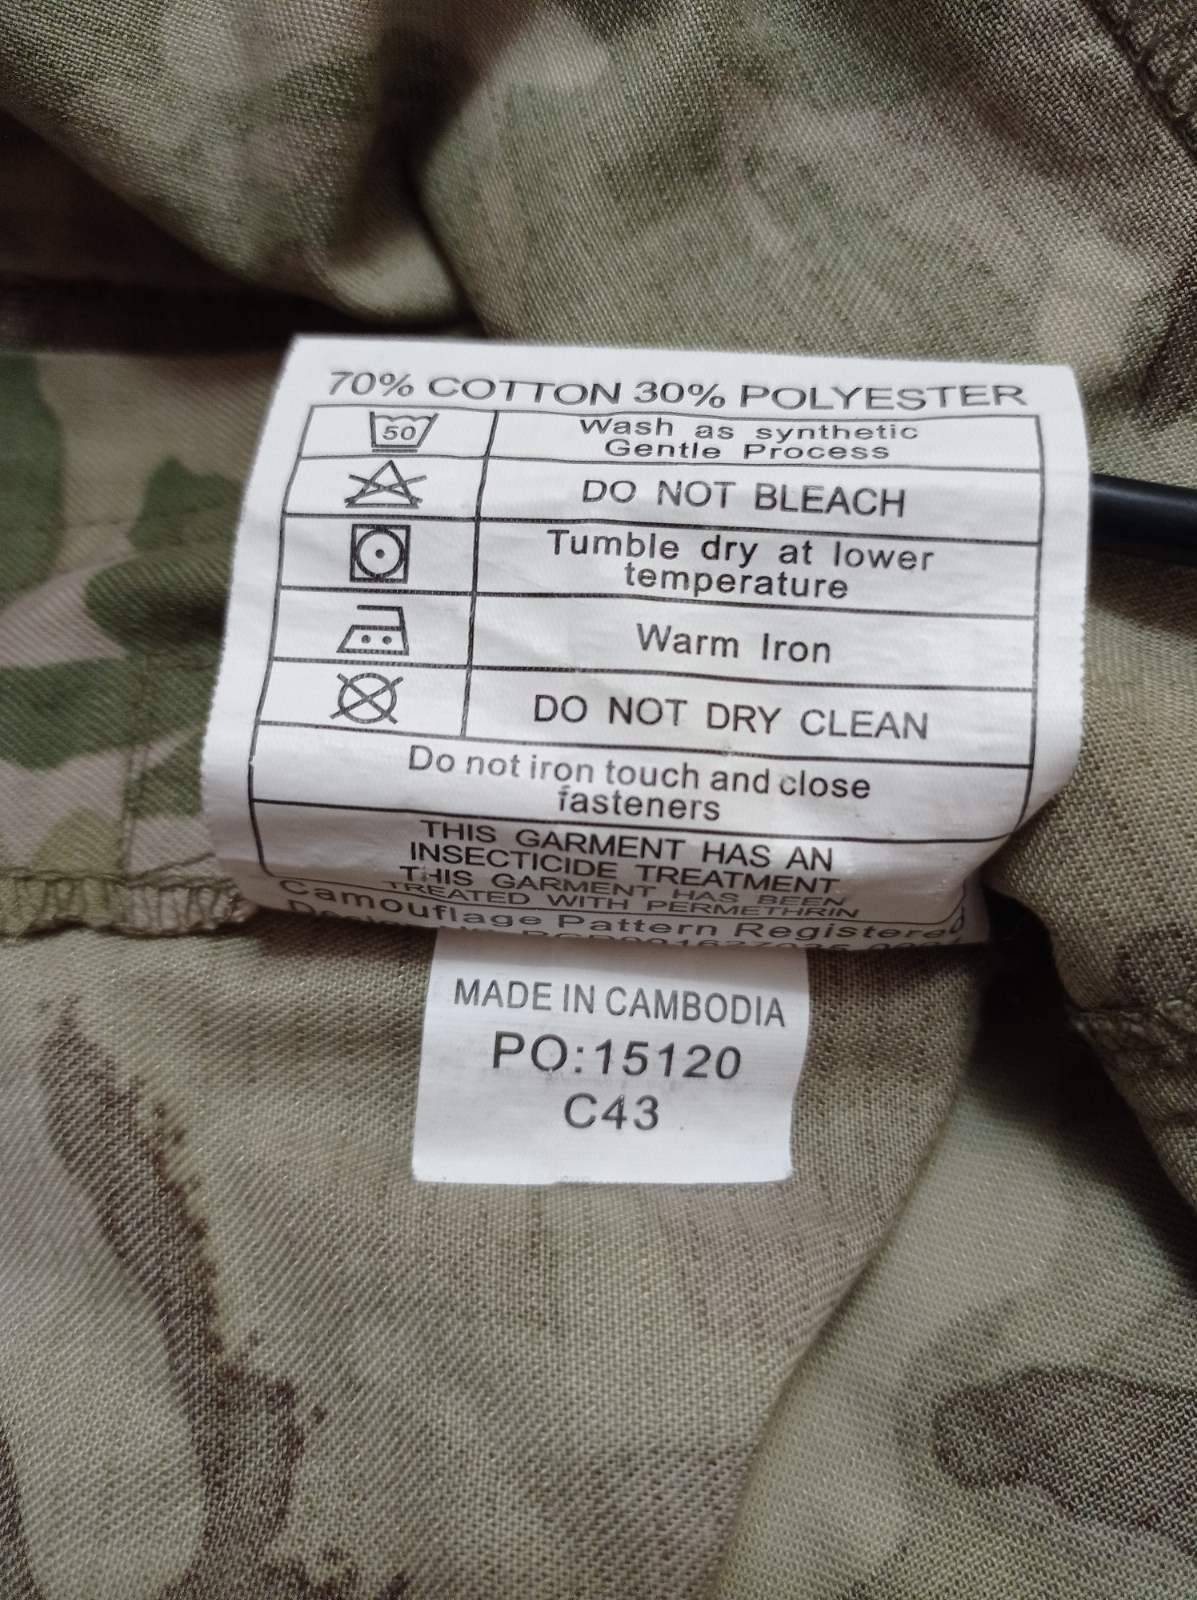 70% COTTON 30% POLYESTER
50
Wash as synthetic
Gentle Process
DO NOT BLEACH
Tumble dry at lower
temperature
Warm Iron
DO NOT DRY CLEAN
Do not iron touch and close
fasteners
THIS GARMENT HAS AN
INSECTICIDE TREATMENT
THIS GARMENT HAS BEEN
TREATED WITH PERMETHRIN
Camouflage Pattern Registered
MADE IN CAMBODIA
PO:15120
C43